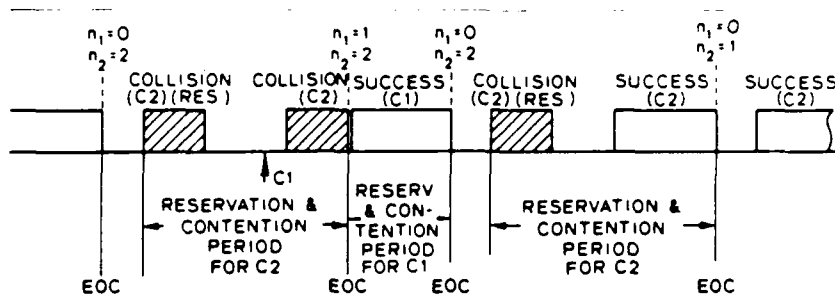 n₁=0
n₂=2
n₁=1
n₂=2
n₁=0
n₂=2
n₁=0
n₂=1
COLLISION
(C2)(RES)
COLLISION
(C2)
SUCCESS
(C1)
COLLISION
(C2)(RES)
SUCCESS
(C2)
SUCCESS
(C2)
C1
RESERVATION &
CONTENTION
PERIOD
FOR C2
RESERV
& CON-
TENTION
PERIOD
FOR C1
RESERVATION &
CONTENTION
PERIOD
FOR C2
EOC
EOC
EOC
EOC